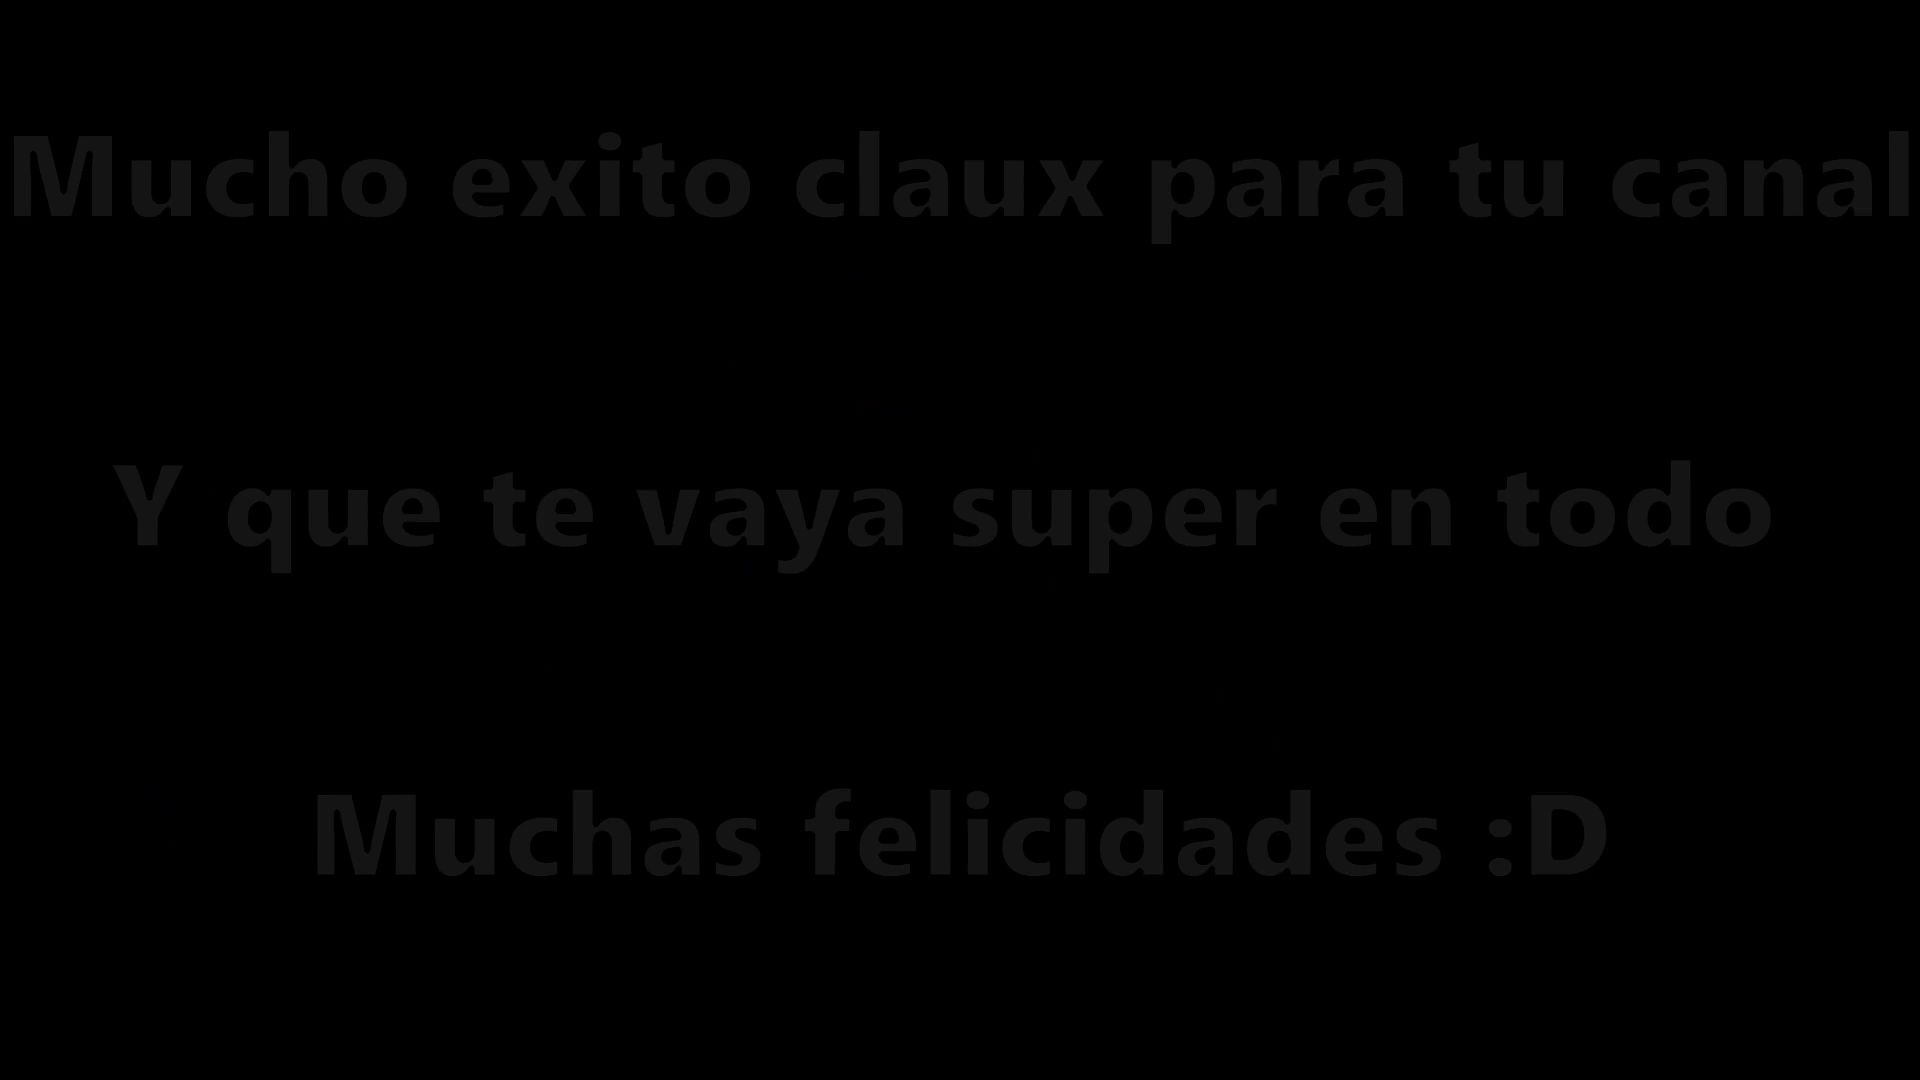 Mucho exito claux para tu canal
Y que te vaya super en todo
Muchas felicidades :D